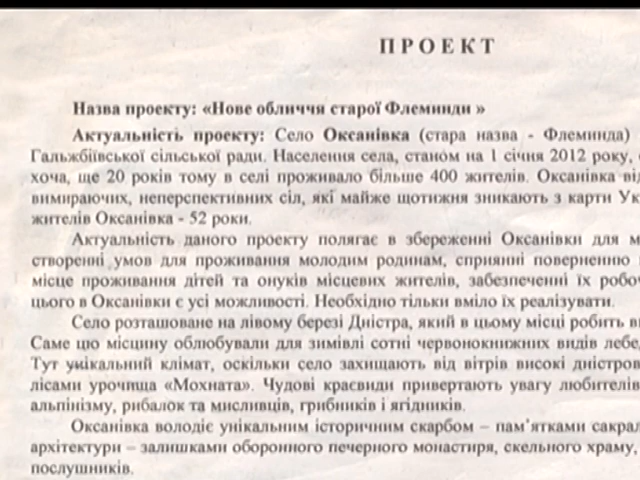 ПРОЕКТ
Назва проекту: «Нове обличчя старої Флеминди »
Актуальність проекту: Село Оксанівка (стара назва - Флеминда)
Гальжбіївської сільської ради. Населення села, станом на 1 січня 2012 року,
хоча, ще 20 років тому в селі проживало більше 400 жителів. Оксанівка
вимираючих, неперспективних сіл, які майже щотижня зникають з карти
жителів Оксанівка - 52 роки.
Актуальність даного проекту полягає в збереженні Оксанівки для
створенні умов для проживання молодим родинам, сприянні поверненню
місце проживання дітей та онуків місцевих жителів, забезпеченні їх
цього в Оксанівки є усі можливості. Необхідно тільки вміло їх реалізувати.
Село розташоване на лівому березі Дністра, який в цьому місці робить
Саме цю місцину облюбували для зимівлі сотні червонокнижних видів
Тут унікальний клімат, оскільки село захищають від вітрів високі
лісами урочища «Мохната». Чудові краєвиди привертають увагу любителів
альпінізму, рибалок та мисливців, грибників і ягідників.
Оксанівка володіє унікальним історичним скарбом – пам’ятками
архітектури – залишками оборонного печерного монастиря, скельного храму,
послушників.